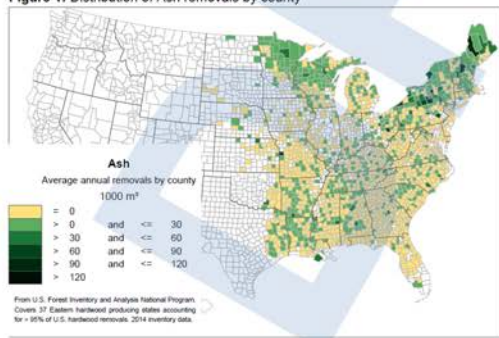 Figure 1. Distribution of Ash removals by county
Ash
Average annual removals by county
1000 m³
= 0
> 0 and <= 30
> 30 and <= 60
> 60 and <= 90
> 90 and <= 120
> 120
From U.S. Forest Inventory and Analysis National Program.
Covers 37 Eastern hardwood producing states accounting
for > 95% of U.S. hardwood removals. 2014 inventory data.